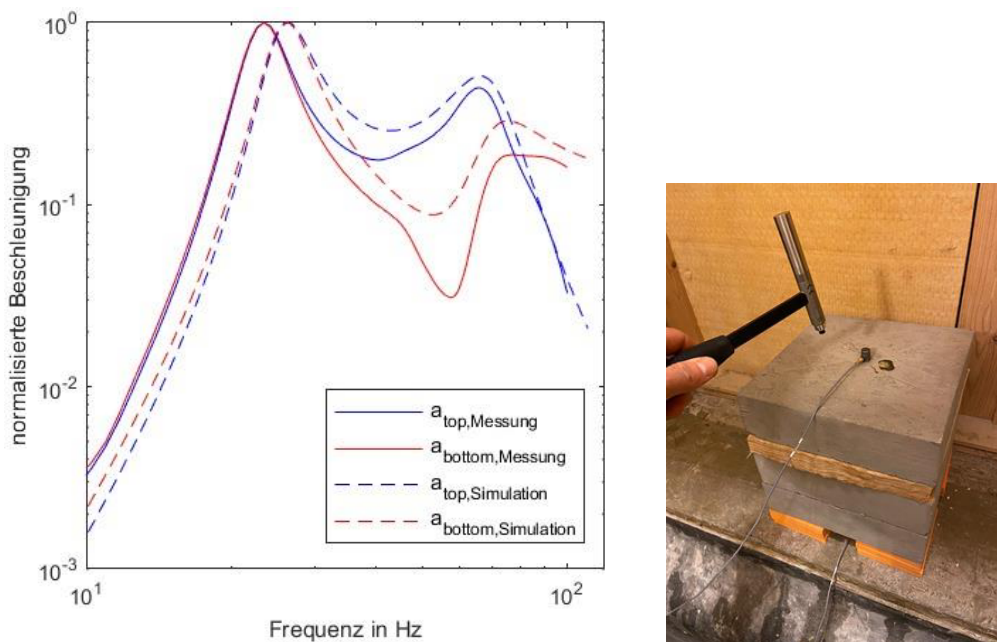 normalisierte Beschleunigung
10^0
10^-1
10^-2
10^-3
10^1
10^2
Frequenz in Hz
a_top,Messung
a_bottom,Messung
a_top,Simulation
a_bottom,Simulation